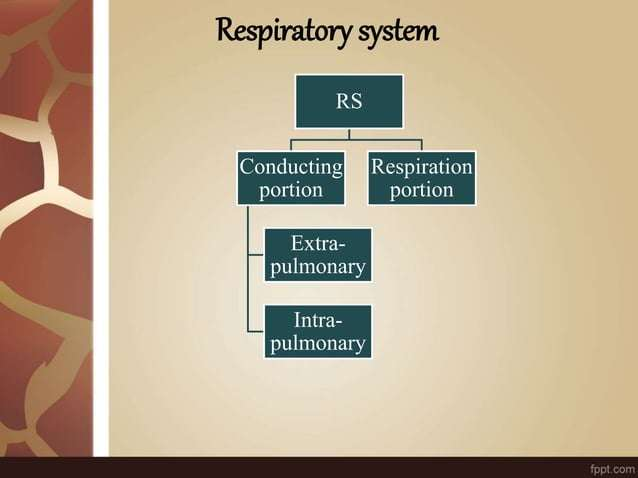 Respiratory system
RS
Conducting
portion
Respiration
portion
Extra-
pulmonary
Intra-
pulmonary
fppt.com